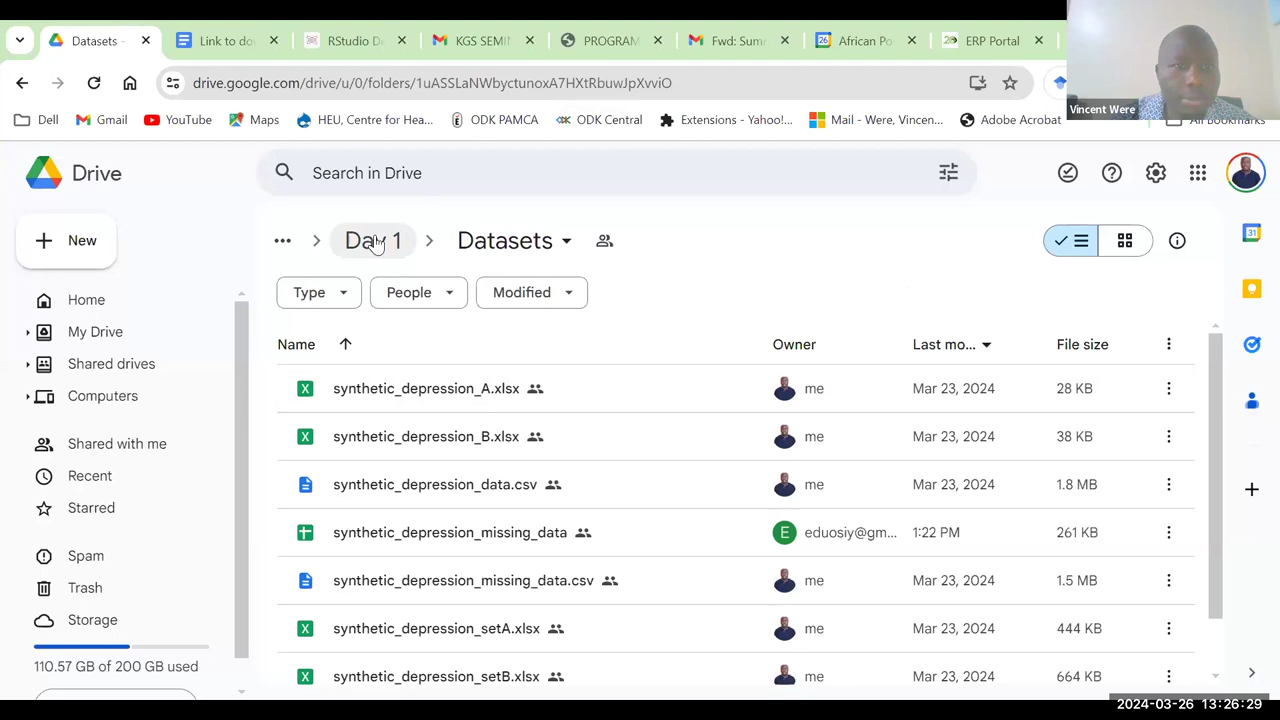 Datasets -
Link to do
RStudio De
KGS SEMI
PROGRAM
Fwd: Sum
African Po
ERP Portal
drive.google.com/drive/u/0/folders/1uASSLaNWbyctunoxA7HXtRbuwJpXvviO
Vincent Were
Dell
Gmail
YouTube
Maps
HEU, Center Hea...
ODK PAMCA
ODK Central
Extensions - Yahoo!...
Mail - Were, Vincen...
Adobe Acrobat
All Bookmarks
Drive
Search in Drive
New
Day 1
Datasets
Type
People
Modified
Home
My Drive
Shared drives
Computers
Shared with me
Recent
Starred
Spam
Trash
Storage
110.57 GB of 200 GB used
Name
Owner
Last mo...
File size
synthetic_depression_A.xlsx
me
Mar 23, 2024
28 KB
synthetic_depression_B.xlsx
me
Mar 23, 2024
38 KB
synthetic_depression_data.csv
me
Mar 23, 2024
1.8 MB
synthetic_depression_missing_data
E
eduosiy@gm...
1:22 PM
261 KB
synthetic_depression_missing_data.csv
me
Mar 23, 2024
1.5 MB
synthetic_depression_setA.xlsx
me
Mar 23, 2024
444 KB
synthetic_depression_setB.xlsx
me
Mar 23, 2024
664 KB
2024-03-26 13:26:29